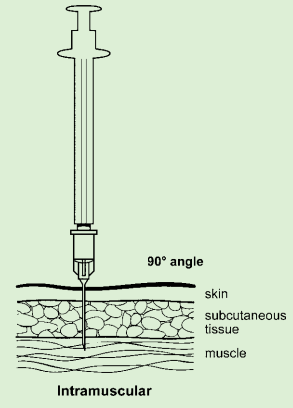 90° angle
skin
subcutaneous
tissue
muscle
Intramuscular